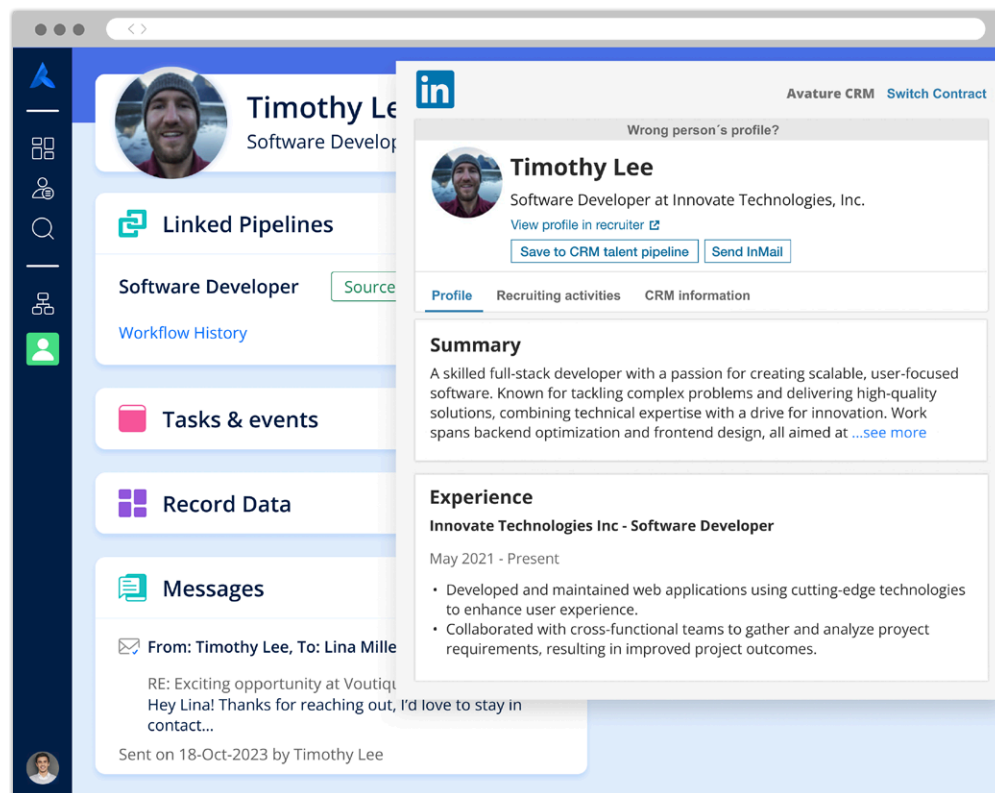 Timothy Le
Software Develop
Linked Pipelines
Software Developer
Source
Workflow History
Tasks & events
Record Data
Messages
From: Timothy Lee, To: Lina Mille
RE: Exciting opportunity at Voutiqu
Hey Lina! Thanks for reaching out, I'd love to stay in
contact...
Sent on 18-Oct-2023 by Timothy Lee
in
Avature CRM Switch Contract
Wrong person´s profile?
Timothy Lee
Software Developer at Innovate Technologies, Inc.
View profile in recruiter
Save to CRM talent pipeline Send InMail
Profile Recruiting activities CRM information
Summary
A skilled full-stack developer with a passion for creating scalable, user-focused
software. Known for tackling complex problems and delivering high-quality
solutions, combining technical expertise with a drive for innovation. Work
spans backend optimization and frontend design, all aimed at ...see more
Experience
Innovate Technologies Inc - Software Developer
May 2021 - Present
• Developed and maintained web applications using cutting-edge technologies
to enhance user experience.
• Collaborated with cross-functional teams to gather and analyze proyect
requirements, resulting in improved project outcomes.